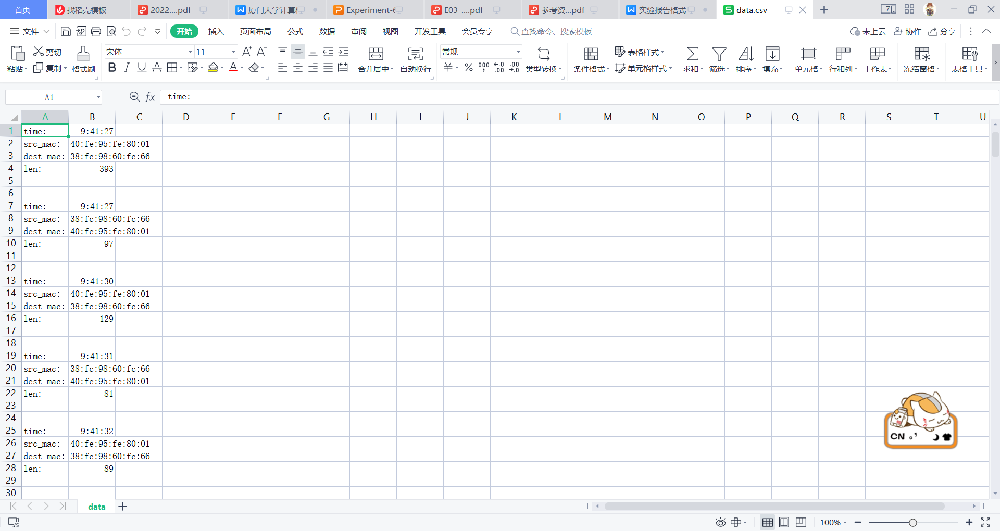 首页 找稻壳模板 2022....pdf 厦门大学计算机 Experiment-6 E03_....pdf 参考资...pdf 实验报告格式 data.csv
文件 开始 插入 页面布局 公式 数据 审阅 视图 开发工具 会员专享 查找命令、搜索模板 未上云 协作 分享
剪切 宋体 11 常规 表格样式
粘贴 复制 格式刷 合并居中 自动换行 类型转换 条件格式 单元格样式 求和 筛选 排序 填充 单元格 行和列 工作表 冻结窗格 表格工具
A1 fx time:
A B C D E F G H I J K L M N O P Q R S T U
1 time: 9:41:27
2 src_mac: 40:fe:95:fe:80:01
3 dest_mac: 38:fc:98:60:fc:66
4 len: 393
5
6
7 time: 9:41:27
8 src_mac: 38:fc:98:60:fc:66
9 dest_mac: 40:fe:95:fe:80:01
10 len: 97
11
12
13 time: 9:41:30
14 src_mac: 40:fe:95:fe:80:01
15 dest_mac: 38:fc:98:60:fc:66
16 len: 129
17
18
19 time: 9:41:31
20 src_mac: 38:fc:98:60:fc:66
21 dest_mac: 40:fe:95:fe:80:01
22 len: 81
23
24
25 time: 9:41:32
26 src_mac: 40:fe:95:fe:80:01
27 dest_mac: 38:fc:98:60:fc:66
28 len: 89
29
30
CN 。’
data
100%